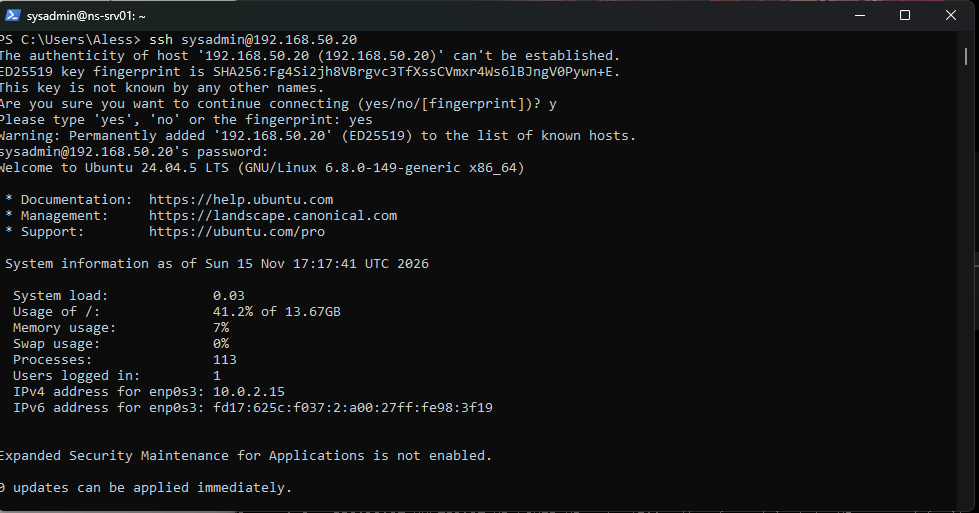 sysadmin@ns-srv01: ~
PS C:\Users\Aless> ssh sysadmin@192.168.50.20
The authenticity of host '192.168.50.20 (192.168.50.20)' can't be established.
ED25519 key fingerprint is SHA256:Fg4Si2jh8VBrgvc3TfXssCVmxr4Ws6lBJngV0Pywn+E.
This key is not known by any other names.
Are you sure you want to continue connecting (yes/no/[fingerprint])? y
Please type 'yes', 'no' or the fingerprint: yes
Warning: Permanently added '192.168.50.20' (ED25519) to the list of known hosts.
sysadmin@192.168.50.20's password:
Welcome to Ubuntu 24.04.5 LTS (GNU/Linux 6.8.0-149-generic x86_64)
* Documentation: https://help.ubuntu.com
* Management: https://landscape.canonical.com
* Support: https://ubuntu.com/pro
System information as of Sun 15 Nov 17:17:41 UTC 2026
System load: 0.03
Usage of /: 41.2% of 13.67GB
Memory usage: 7%
Swap usage: 0%
Processes: 113
Users logged in: 1
IPv4 address for enp0s3: 10.0.2.15
IPv6 address for enp0s3: fd17:625c:f037:2:a00:27ff:fe98:3f19
Expanded Security Maintenance for Applications is not enabled.
0 updates can be applied immediately.